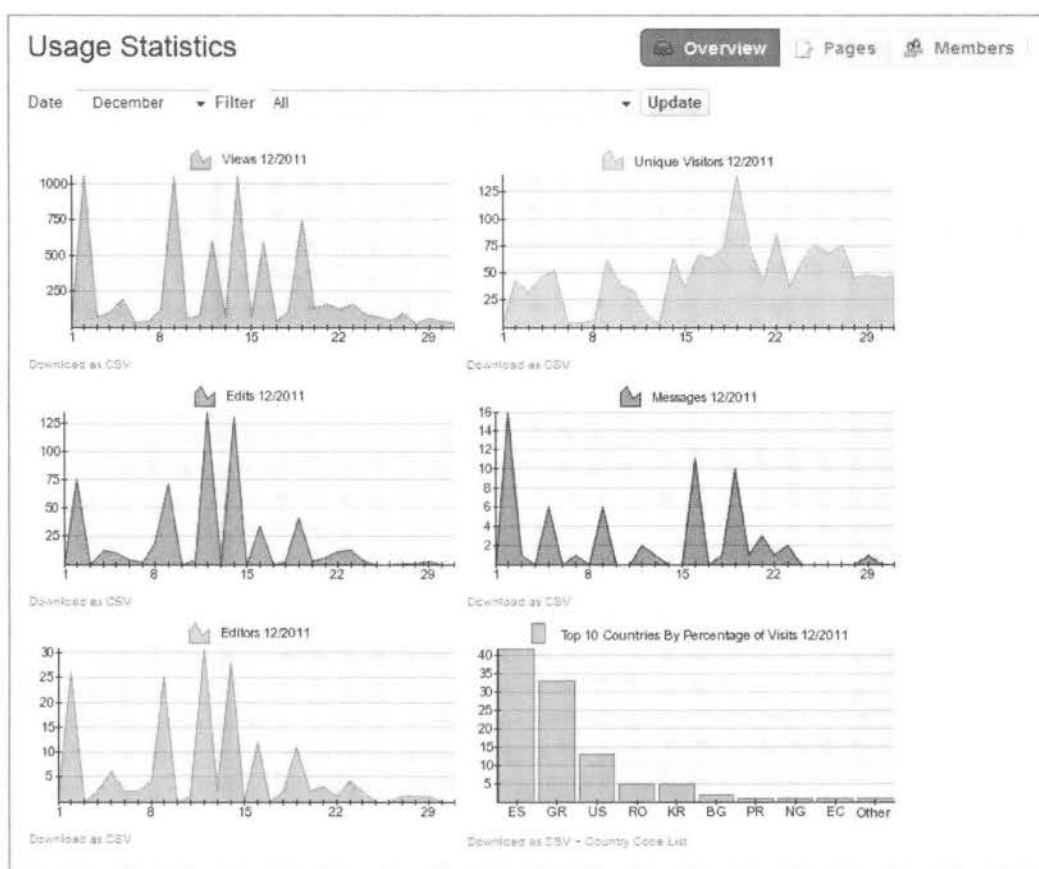 Usage Statistics
Overview Pages Members
Date December Filter All Update
Views 12/2011
1000
750
500
250
1 8 15 22 29
Download as CSV
Unique Visitors 12/2011
125
100
75
50
25
1 8 15 22 29
Download as CSV
Edits 12/2011
125
100
75
50
25
1 8 15 22 29
Download as CSV
Messages 12/2011
16
14
12
10
8
6
4
2
1 8 15 22 29
Download as CSV
Editors 12/2011
30
25
20
15
10
5
1 8 15 22 29
Download as CSV
Top 10 Countries By Percentage of Visits 12/2011
40
35
30
25
20
15
10
5
ES GR US RO KR BG PR NG EC Other
Download as CSV • Country Code List